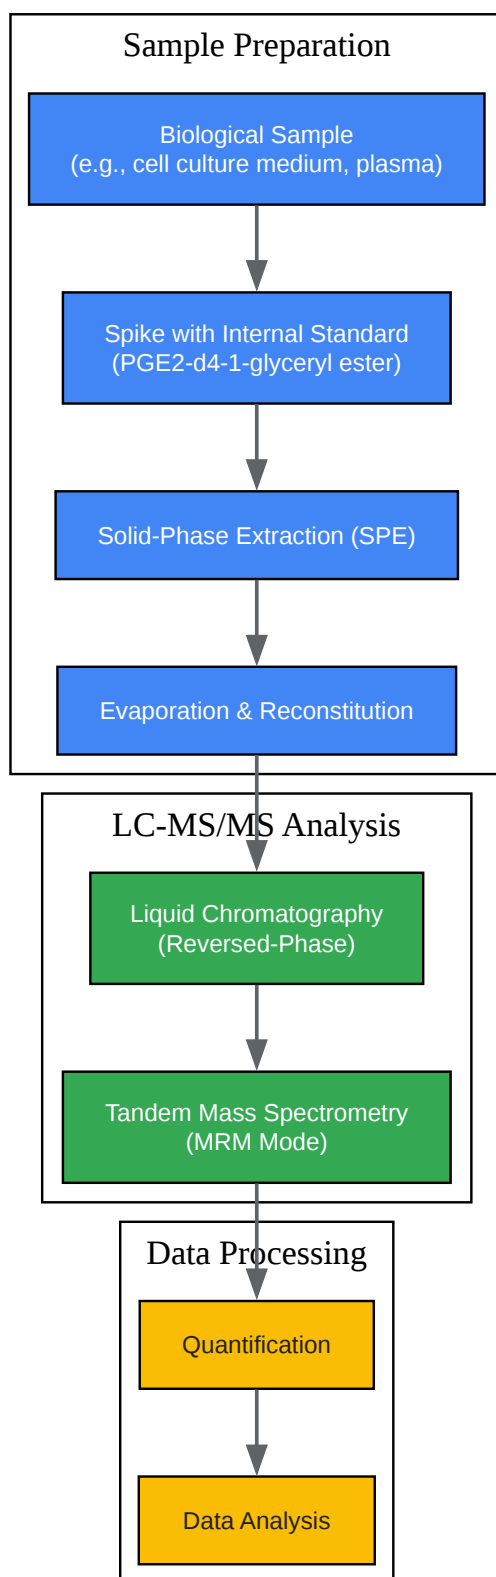 Sample Preparation
Biological Sample
(e.g., cell culture medium, plasma)
Spike with Internal Standard
(PGE2-d4-1-glyceryl ester)
Solid-Phase Extraction (SPE)
Evaporation & Reconstitution
LC-MS/MS Analysis
Liquid Chromatography
(Reversed-Phase)
Tandem Mass Spectrometry
(MRM Mode)
Data Processing
Quantification
Data Analysis